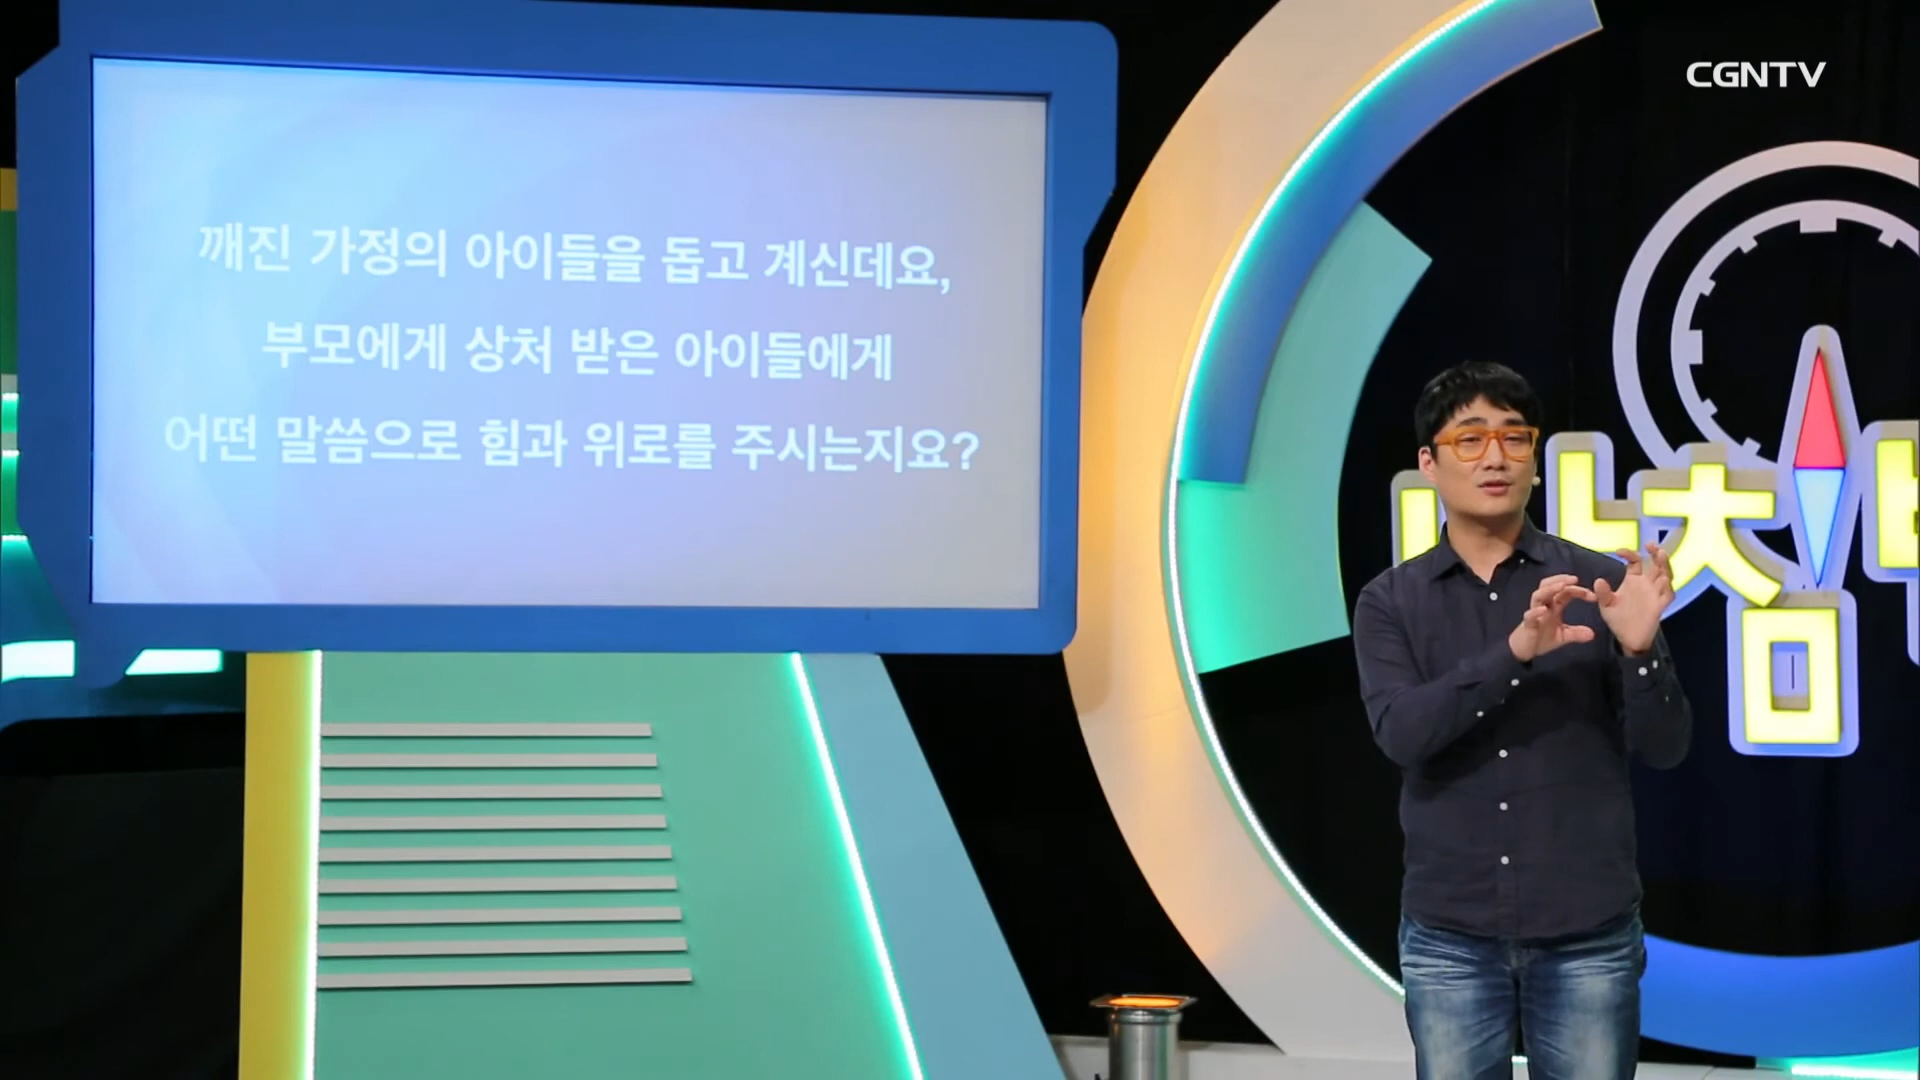 CGNTV
깨진 가정의 아이들을 돕고 계신데요,
부모에게 상처 받은 아이들에게
어떤 말씀으로 힘과 위로를 주시는지요?
침